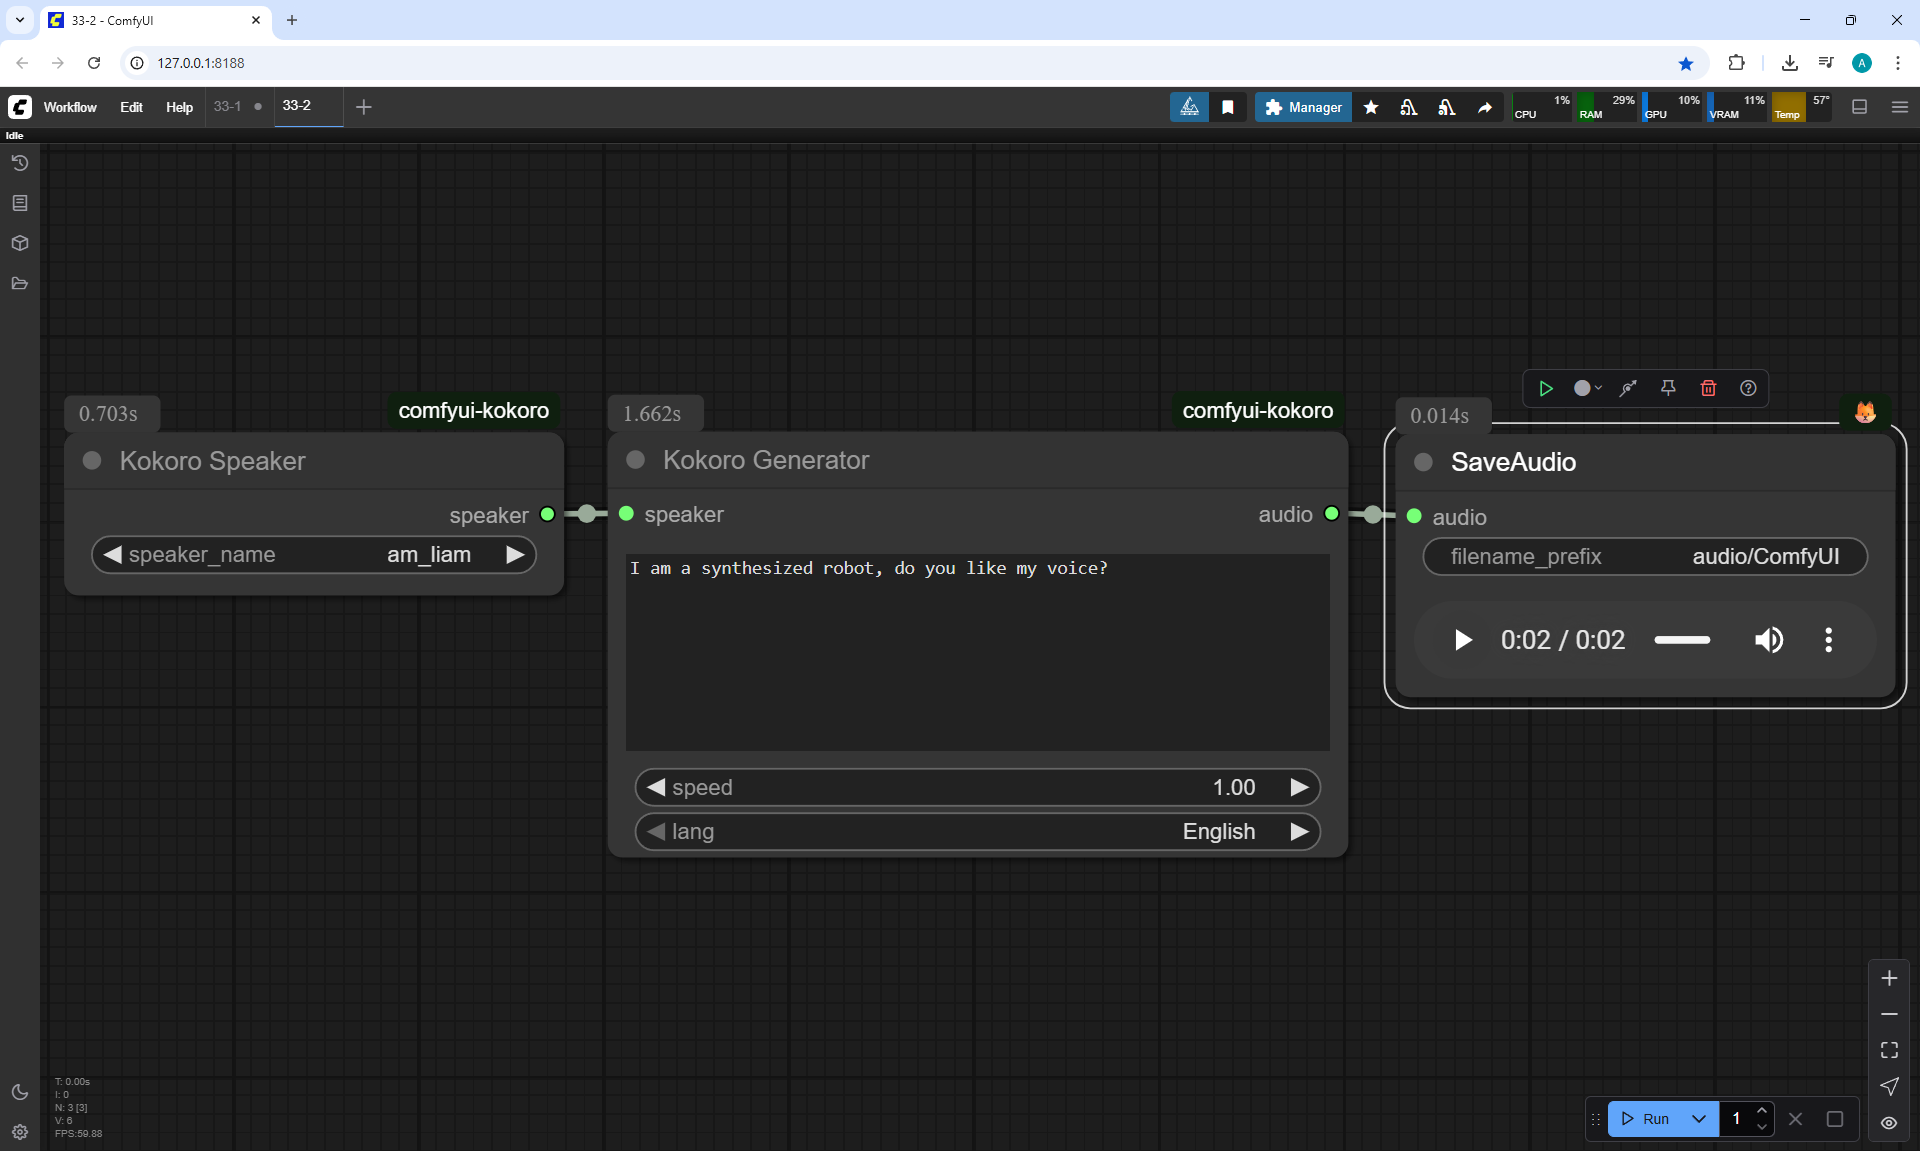 33-2 - ComfyUI
127.0.0.1:8188
A
Workflow Edit Help 33-1 33-2
Manager
CPU 1% RAM 29% GPU 10% VRAM 11% Temp 57°
Idle
0.703s comfyui-kokoro
Kokoro Speaker
speaker
speaker_name am_liam
1.662s comfyui-kokoro
Kokoro Generator
speaker audio
I am a synthesized robot, do you like my voice?
speed 1.00
lang English
0.014s
SaveAudio
audio
filename_prefix audio/ComfyUI
0:02 / 0:02
T: 0.00s
I: 0
N: 3 [3]
V: 6
FPS:59.88
Run 1